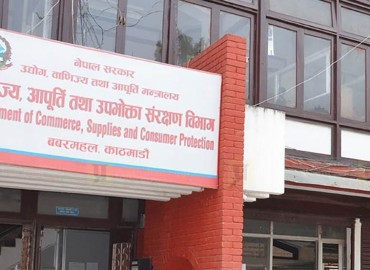 नेपाल सरकार
उद्योग, वाणिज्य तथा आपूर्ति मन्त्रालय
आपूर्ति तथा उपभोक्ता संरक्षण विभाग
of Commerce, Supplies and Consumer Protection
बबरमहल, काठमाडौं